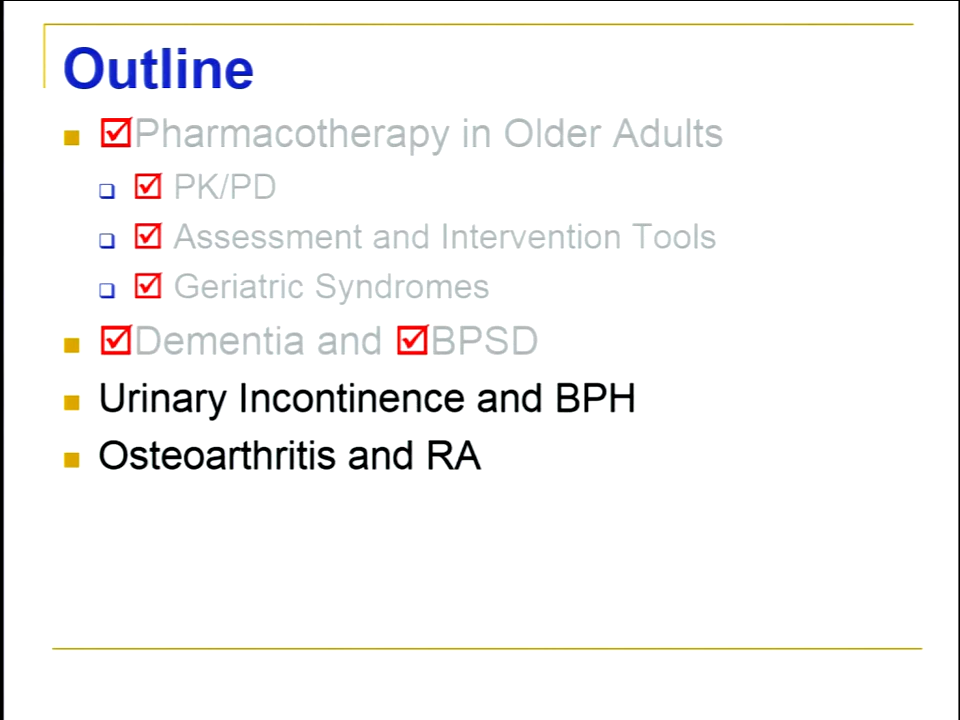 Outline
Pharmacotherapy in Older Adults
PK/PD
Assessment and Intervention Tools
Geriatric Syndromes
Dementia and BPSD
Urinary Incontinence and BPH
Osteoarthritis and RA